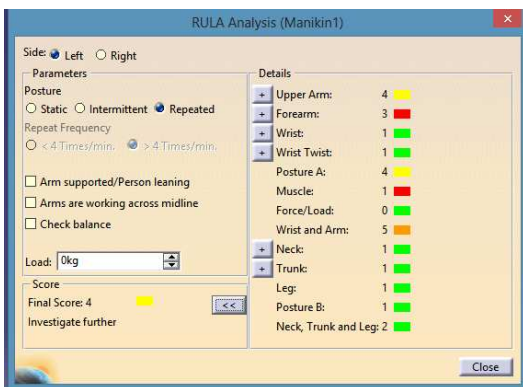 RULA Analysis (Manikin1)
Side: Left Right
Parameters
Posture
Static Intermittent Repeated
Repeat Frequency
< 4 Times/min. > 4 Times/min.
Arm supported/Person leaning
Arms are working across midline
Check balance
Load: 0kg
Score
Final Score: 4
<<
Investigate further
Details
+ Upper Arm: 4
+ Forearm: 3
+ Wrist: 1
+ Wrist Twist: 1
Posture A: 4
Muscle: 1
Force/Load: 0
Wrist and Arm: 5
+ Neck: 1
+ Trunk: 1
Leg: 1
Posture B: 1
Neck, Trunk and Leg: 2
Close